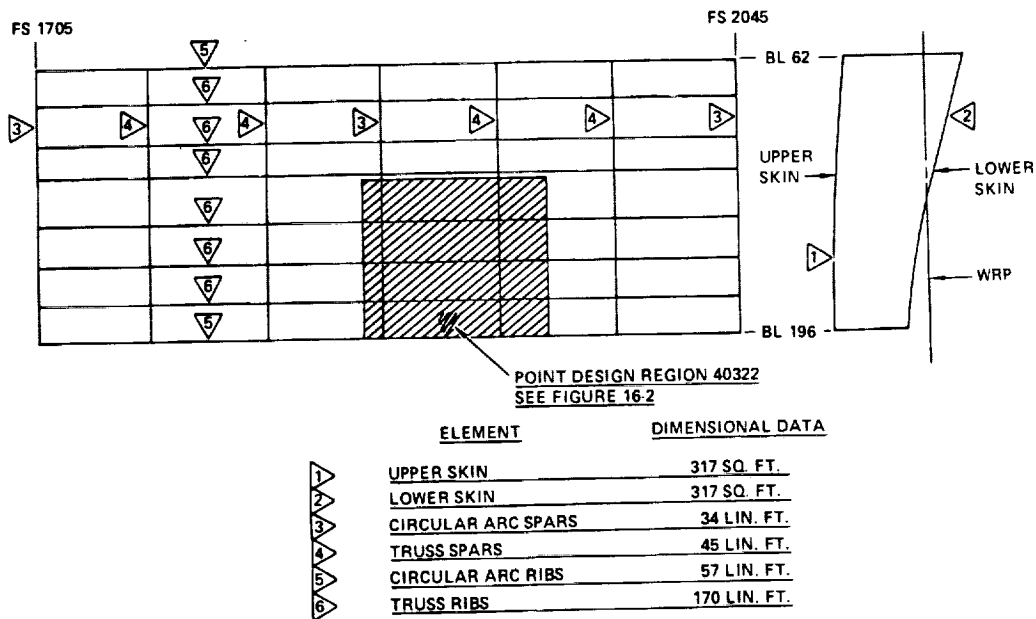 FS 1705
FS 2045
5
BL 62
6
3
4
6
4
3
4
4
3
2
6
UPPER
SKIN
LOWER
SKIN
6
6
1
6
WRP
5
BL 196
POINT DESIGN REGION 40322
SEE FIGURE 16-2
ELEMENT DIMENSIONAL DATA
1 UPPER SKIN 317 SQ. FT.
2 LOWER SKIN 317 SQ. FT.
3 CIRCULAR ARC SPARS 34 LIN. FT.
4 TRUSS SPARS 45 LIN. FT.
5 CIRCULAR ARC RIBS 57 LIN. FT.
6 TRUSS RIBS 170 LIN. FT.